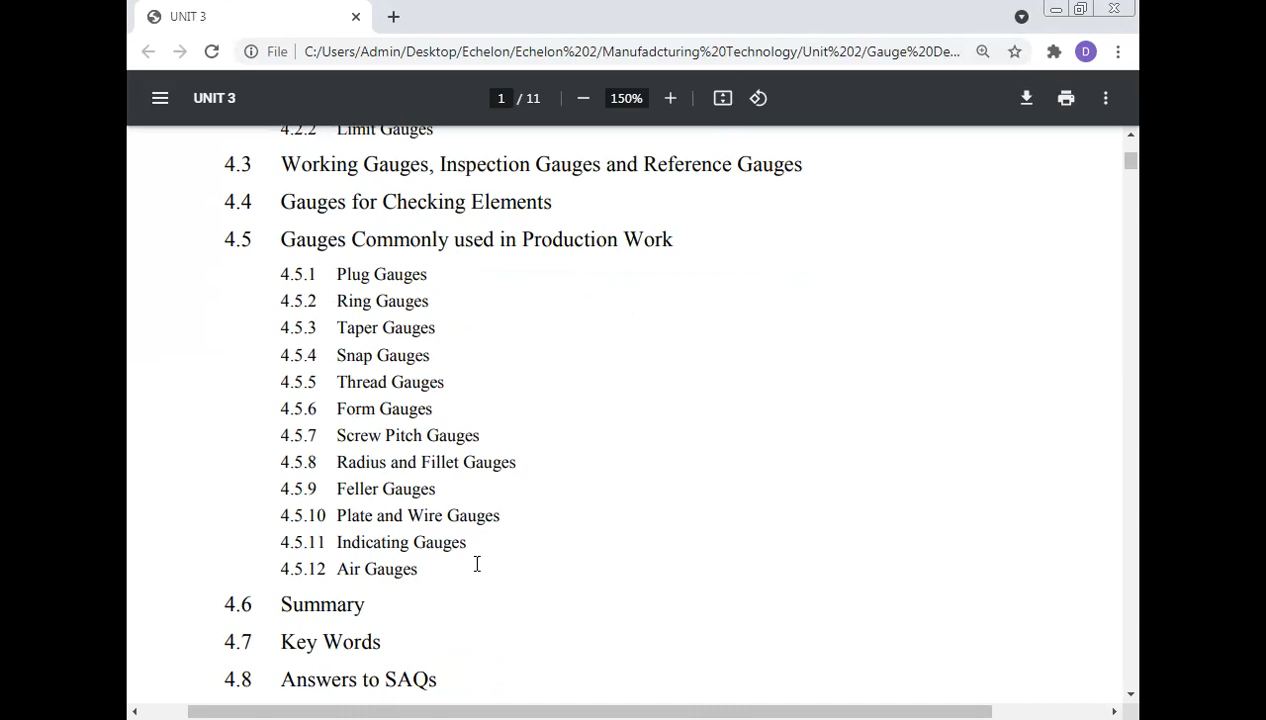 UNIT 3
File C:/Users/Admin/Desktop/Echelon/Echelon%202/Manufadcturing%20Technology/Unit%202/Gauge%20De...
D
UNIT 3
1 / 11
150%
4.2.2 Limit Gauges
4.3 Working Gauges, Inspection Gauges and Reference Gauges
4.4 Gauges for Checking Elements
4.5 Gauges Commonly used in Production Work
4.5.1 Plug Gauges
4.5.2 Ring Gauges
4.5.3 Taper Gauges
4.5.4 Snap Gauges
4.5.5 Thread Gauges
4.5.6 Form Gauges
4.5.7 Screw Pitch Gauges
4.5.8 Radius and Fillet Gauges
4.5.9 Feller Gauges
4.5.10 Plate and Wire Gauges
4.5.11 Indicating Gauges
4.5.12 Air Gauges
4.6 Summary
4.7 Key Words
4.8 Answers to SAQs